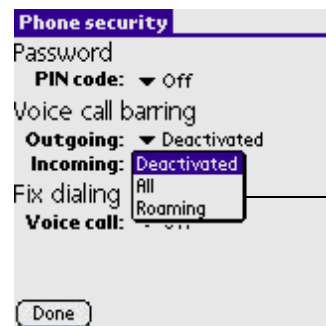 Phone security
Password
PIN code: Off
Voice call barring
Outgoing: Deactivated
Incoming: Deactivated
All
Roaming
Fix dialing
Voice call:
Done